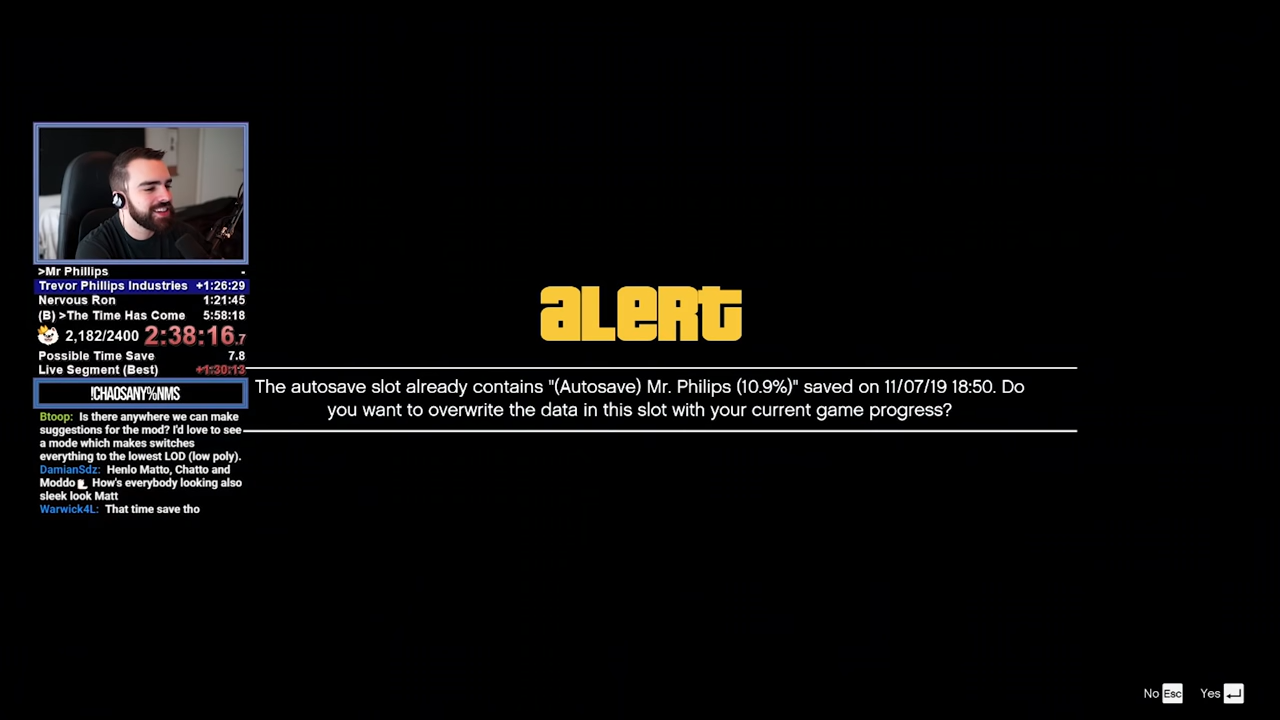 >Mr Phillips -
Trevor Phillips Industries +1:26:29
Nervous Ron 1:21:45
(B) >The Time Has Come 5:58:18
2,182/2400 2:38:16.7
Possible Time Save 7.8
Live Segment (Best) +1:30:13
!CHAOSANY%NMS
Btoop: Is there anywhere we can make
suggestions for the mod? I'd love to see
a mode which makes switches
everything to the lowest LOD (low poly).
DamianSdz: Henlo Matto, Chatto and
Moddo How's everybody looking also
sleek look Matt
Warwick4L: That time save tho
alert
The autosave slot already contains "(Autosave) Mr. Philips (10.9%)" saved on 11/07/19 18:50. Do
you want to overwrite the data in this slot with your current game progress?
No Esc Yes